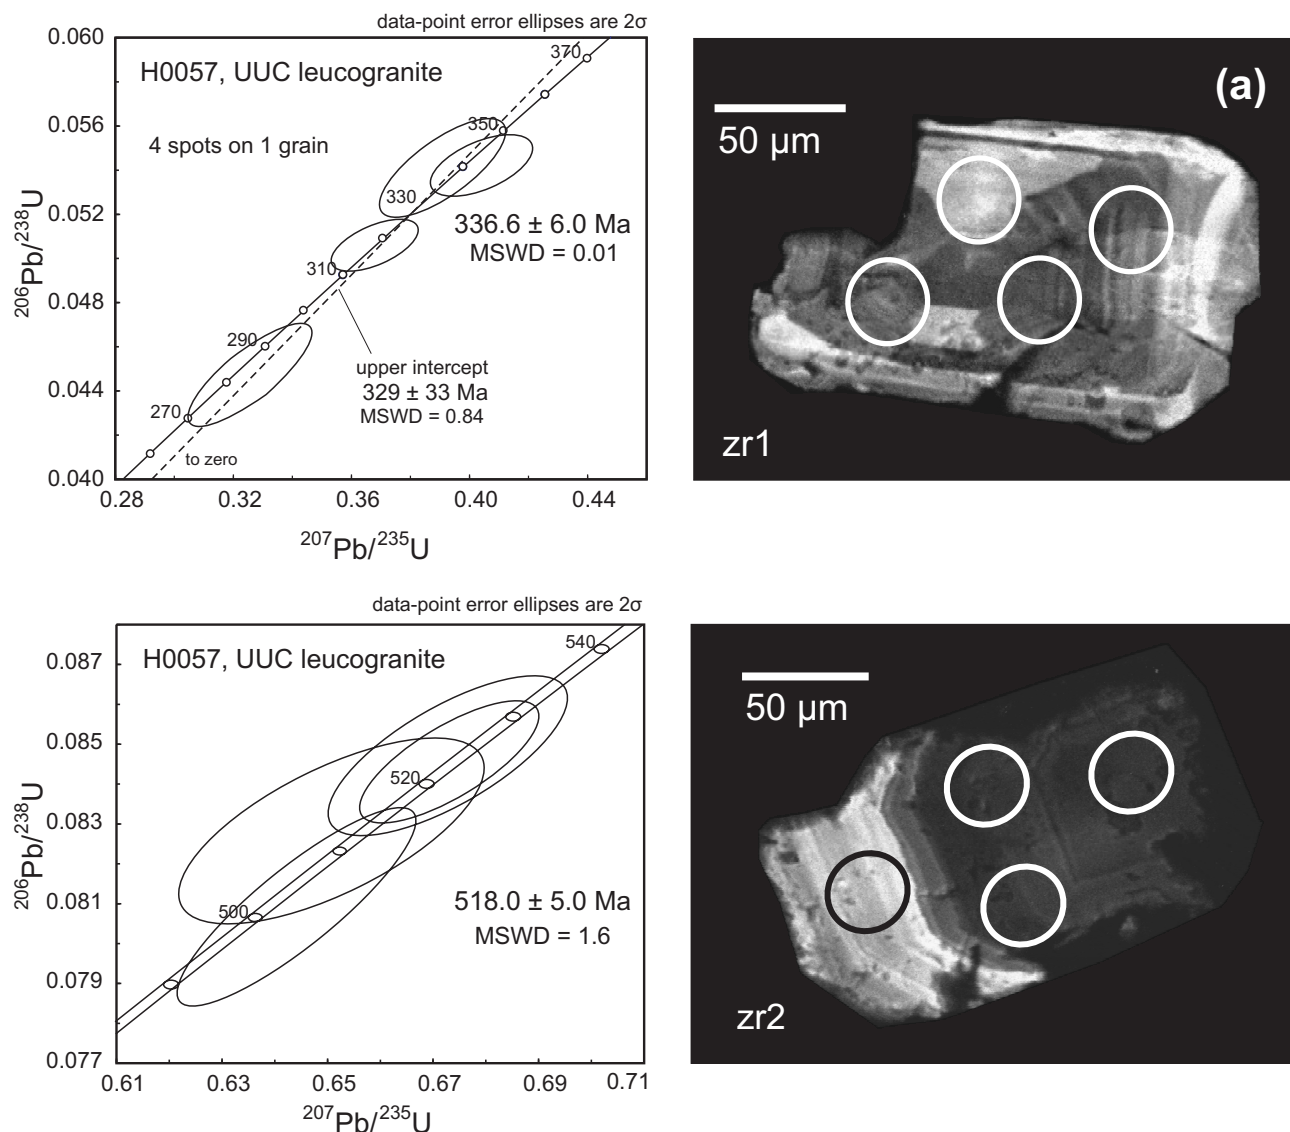 data-point error ellipses are 2σ
0.060
0.056
0.052
0.048
0.044
0.040
²⁰⁶Pb/²³⁸U
H0057, UUC leucogranite
4 spots on 1 grain
370
350
330
310
290
270
336.6 ± 6.0 Ma
MSWD = 0.01
upper intercept
329 ± 33 Ma
MSWD = 0.84
to zero
0.28
0.32
0.36
0.40
0.44
²⁰⁷Pb/²³⁵U
(a)
50 µm
zr1
data-point error ellipses are 2σ
0.087
0.085
0.083
0.081
0.079
0.077
²⁰⁶Pb/²³⁸U
H0057, UUC leucogranite
540
520
500
518.0 ± 5.0 Ma
MSWD = 1.6
0.61
0.63
0.65
0.67
0.69
0.71
²⁰⁷Pb/²³⁵U
50 µm
zr2